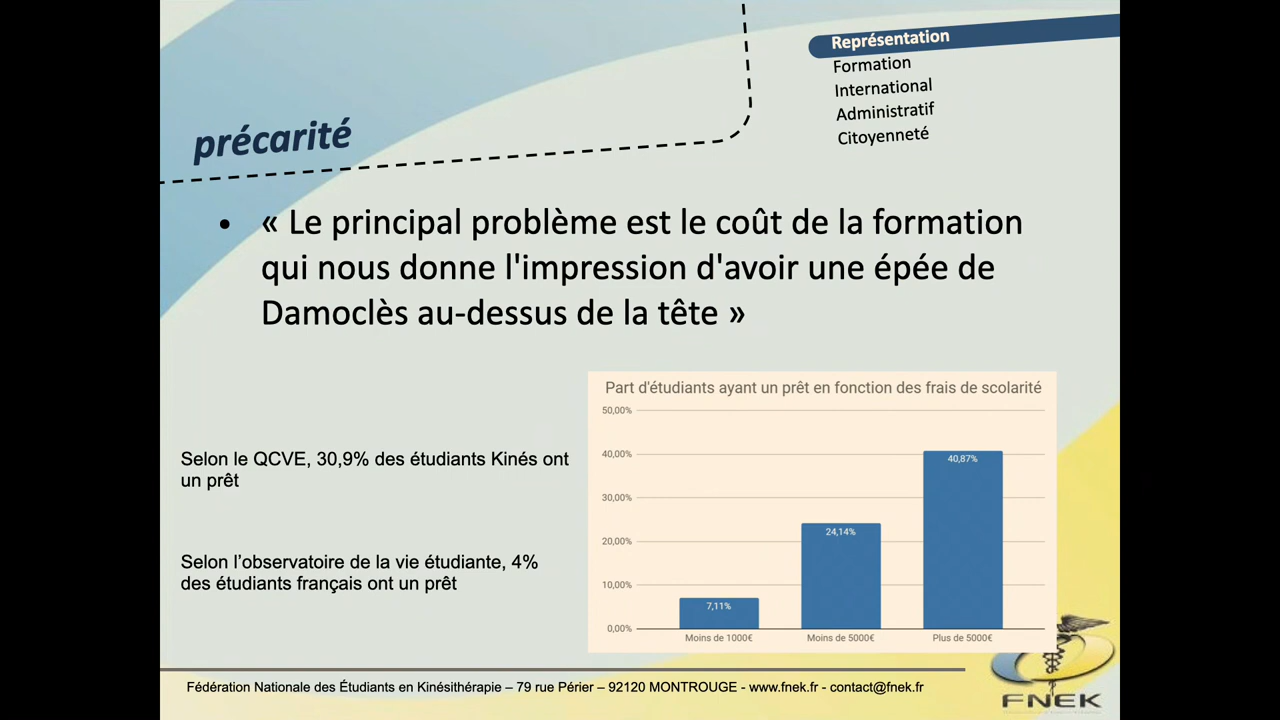 Représentation
Formation
International
Administratif
Citoyenneté
précarité
• « Le principal problème est le coût de la formation
qui nous donne l'impression d'avoir une épée de
Damoclès au-dessus de la tête »
Selon le QCVE, 30,9% des étudiants Kinés ont
un prêt
Selon l’observatoire de la vie étudiante, 4%
des étudiants français ont un prêt
Part d'étudiants ayant un prêt en fonction des frais de scolarité
50,00%
40,00%
30,00%
20,00%
10,00%
0,00%
7,11%
24,14%
40,87%
Moins de 1000€
Moins de 5000€
Plus de 5000€
Fédération Nationale des Étudiants en Kinésithérapie – 79 rue Périer – 92120 MONTROUGE - www.fnek.fr - contact@fnek.fr
FNEK